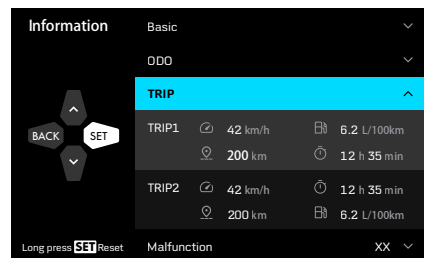 Information
Basic
ODO
TRIP
BACK
SET
TRIP1 42 km/h 6.2 L/100km
200 km 12 h 35 min
TRIP2 42 km/h 12 h 35 min
200 km 6.2 L/100km
Long press SET Reset
Malfunction XX